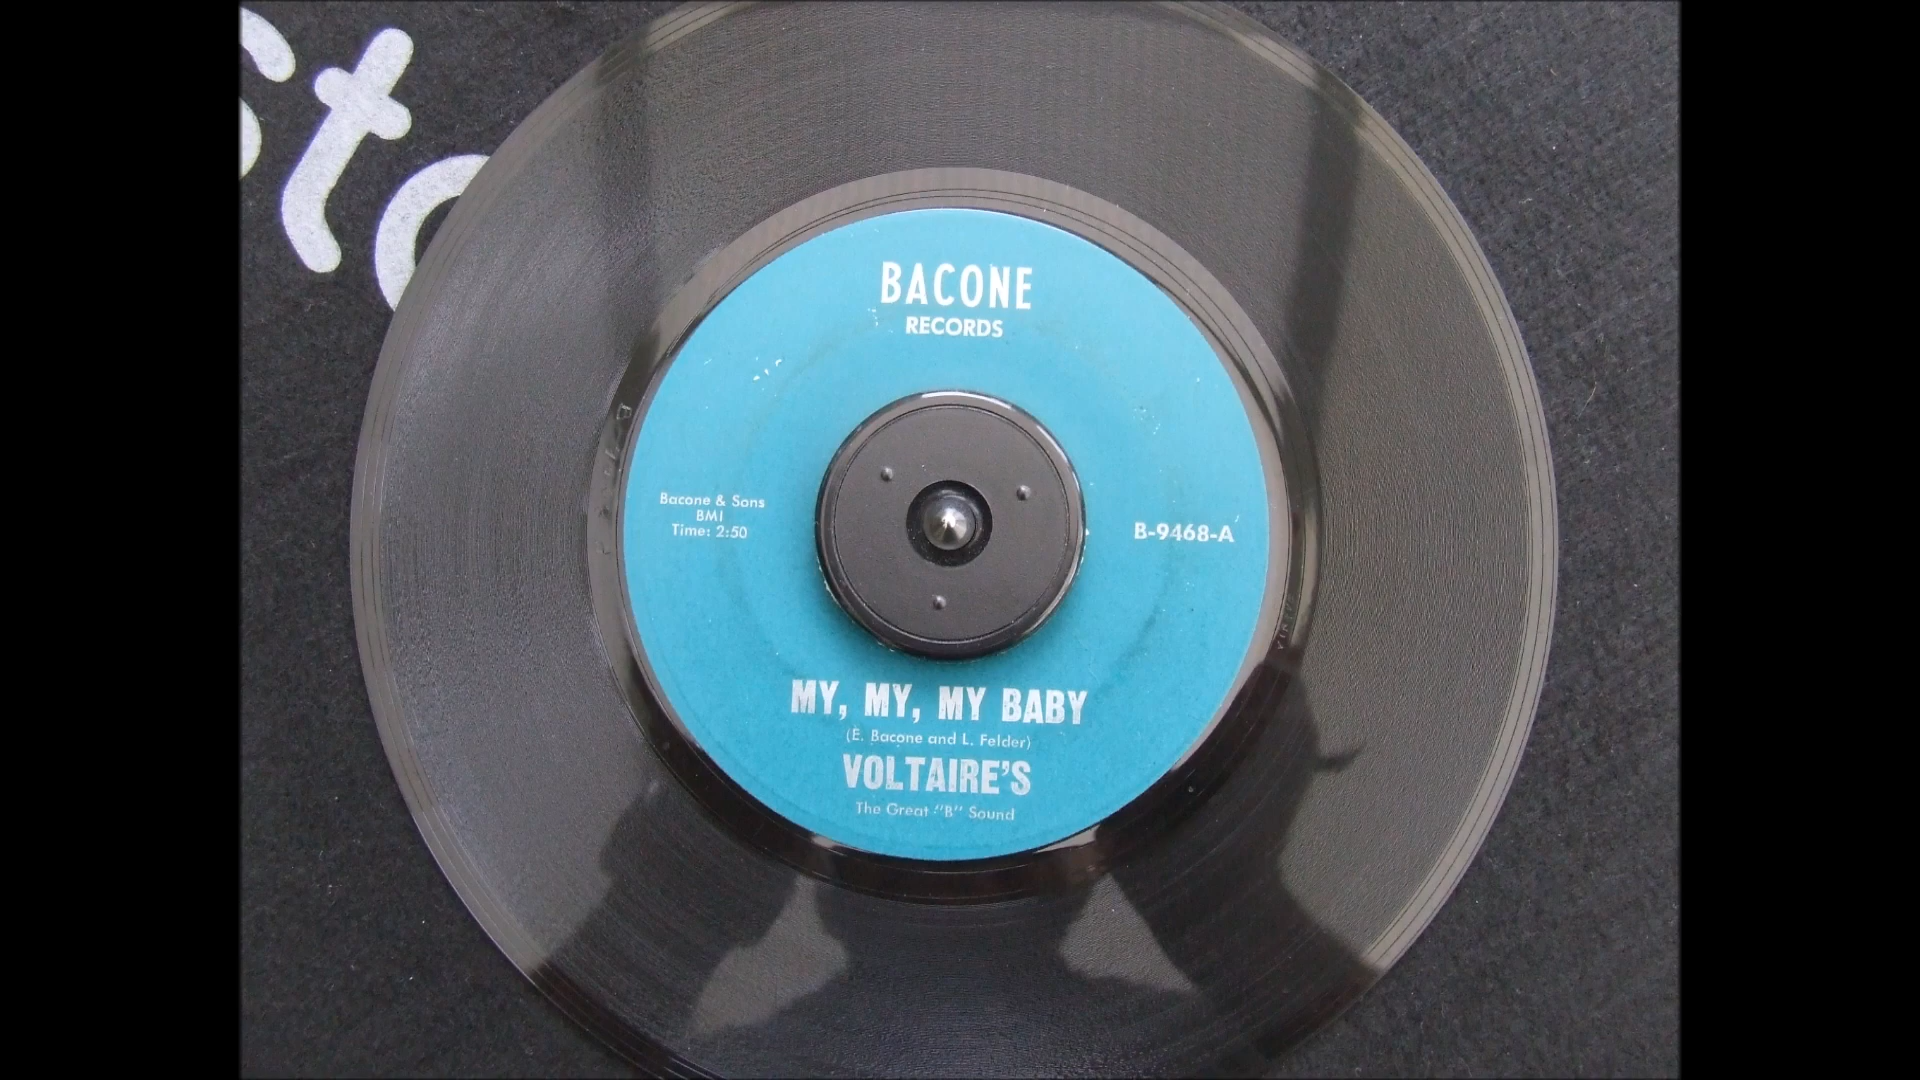 sto
BACONE
RECORDS
Bacone & Sons
BMI
Time: 2:50
B-9468-A
MY, MY, MY BABY
(E. Bacone and L. Felder)
VOLTAIRE'S
The Great "B" Sound